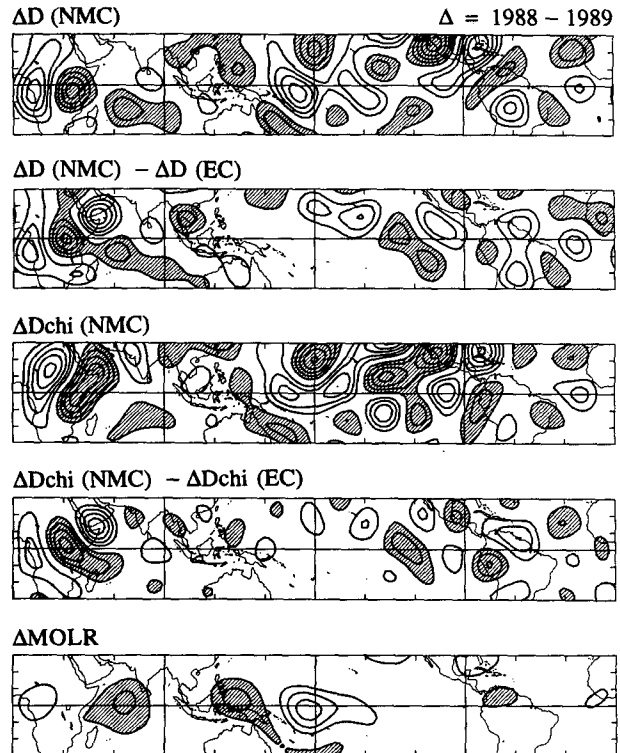 ΔD (NMC) Δ = 1988 – 1989
ΔD (NMC) – ΔD (EC)
ΔDchi (NMC)
ΔDchi (NMC) – ΔDchi (EC)
ΔMOLR